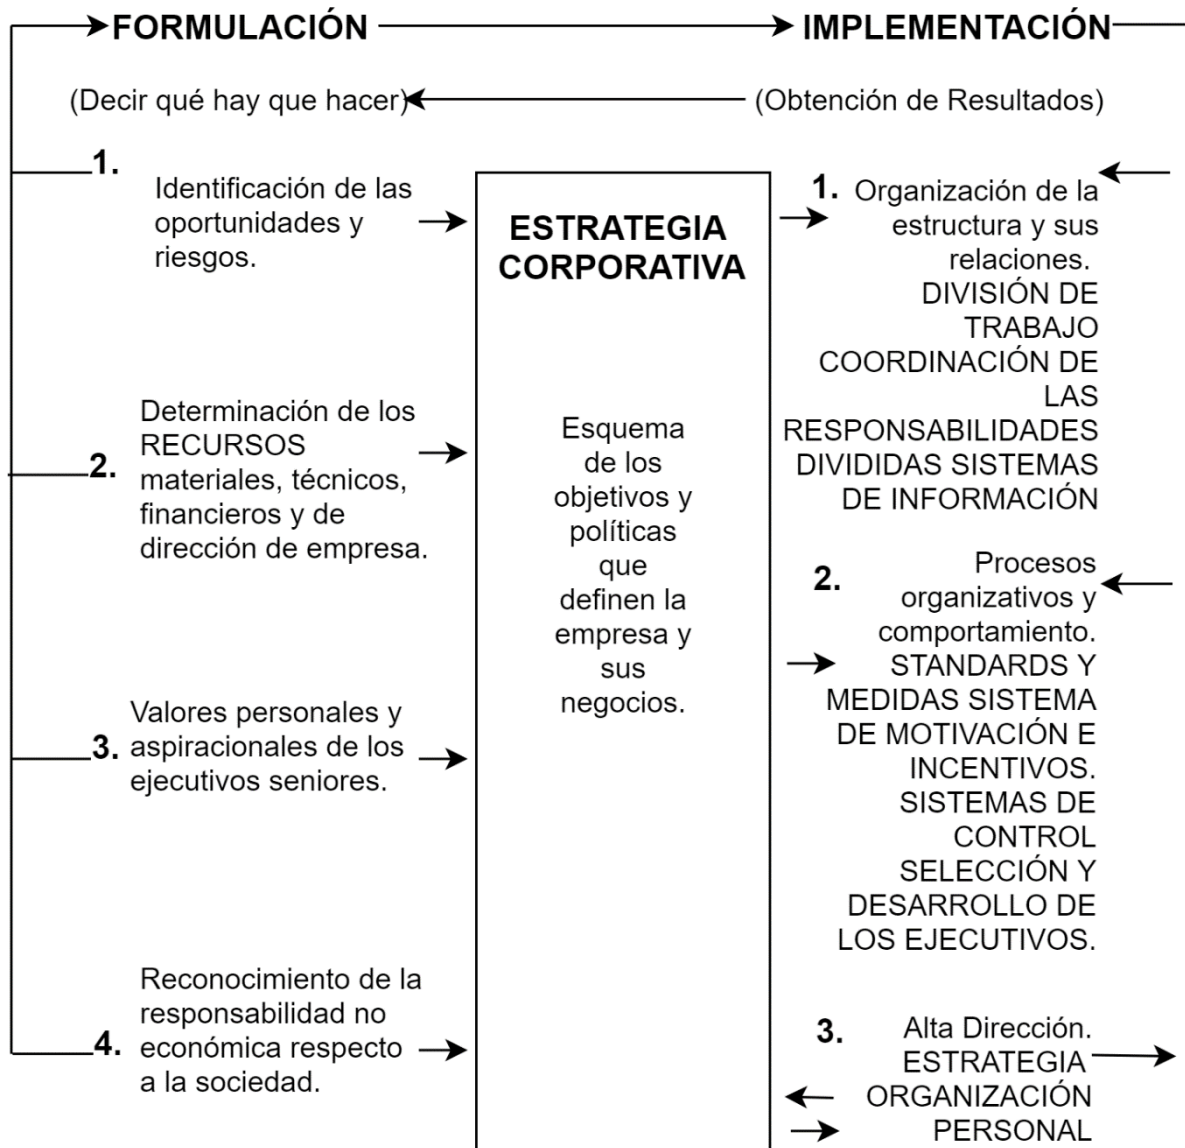 FORMULACIÓN
IMPLEMENTACIÓN
(Decir qué hay que hacer)
(Obtención de Resultados)
1.
Identificación de las
oportunidades y
riesgos.
2.
Determinación de los
RECURSOS
materiales, técnicos,
financieros y de
dirección de empresa.
3.
Valores personales y
aspiracionales de los
ejecutivos seniores.
4.
Reconocimiento de la
responsabilidad no
económica respecto
a la sociedad.
ESTRATEGIA
CORPORATIVA
Esquema
de los
objetivos y
políticas
que
definen la
empresa y
sus
negocios.
1.
Organización de la
estructura y sus
relaciones.
DIVISIÓN DE
TRABAJO
COORDINACIÓN DE
LAS
RESPONSABILIDADES
DIVIDIDAS SISTEMAS
DE INFORMACIÓN
2.
Procesos
organizativos y
comportamiento.
STANDARDS Y
MEDIDAS SISTEMA
DE MOTIVACIÓN E
INCENTIVOS.
SISTEMAS DE
CONTROL
SELECCIÓN Y
DESARROLLO DE
LOS EJECUTIVOS.
3.
Alta Dirección.
ESTRATEGIA
ORGANIZACIÓN
PERSONAL